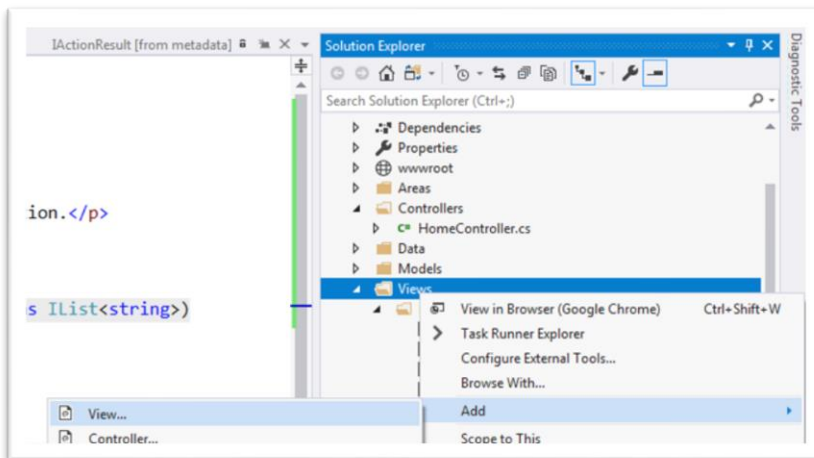 IActionResult [from metadata]
Solution Explorer
Search Solution Explorer (Ctrl+;)
Dependencies
Properties
wwwroot
Areas
Controllers
C# HomeController.cs
Data
Models
Views
ion.</p>
s IList<string>)
View in Browser (Google Chrome) Ctrl+Shift+W
Task Runner Explorer
Configure External Tools...
Browse With...
Add
Scope to This
View...
Controller...
Diagnostic Tools